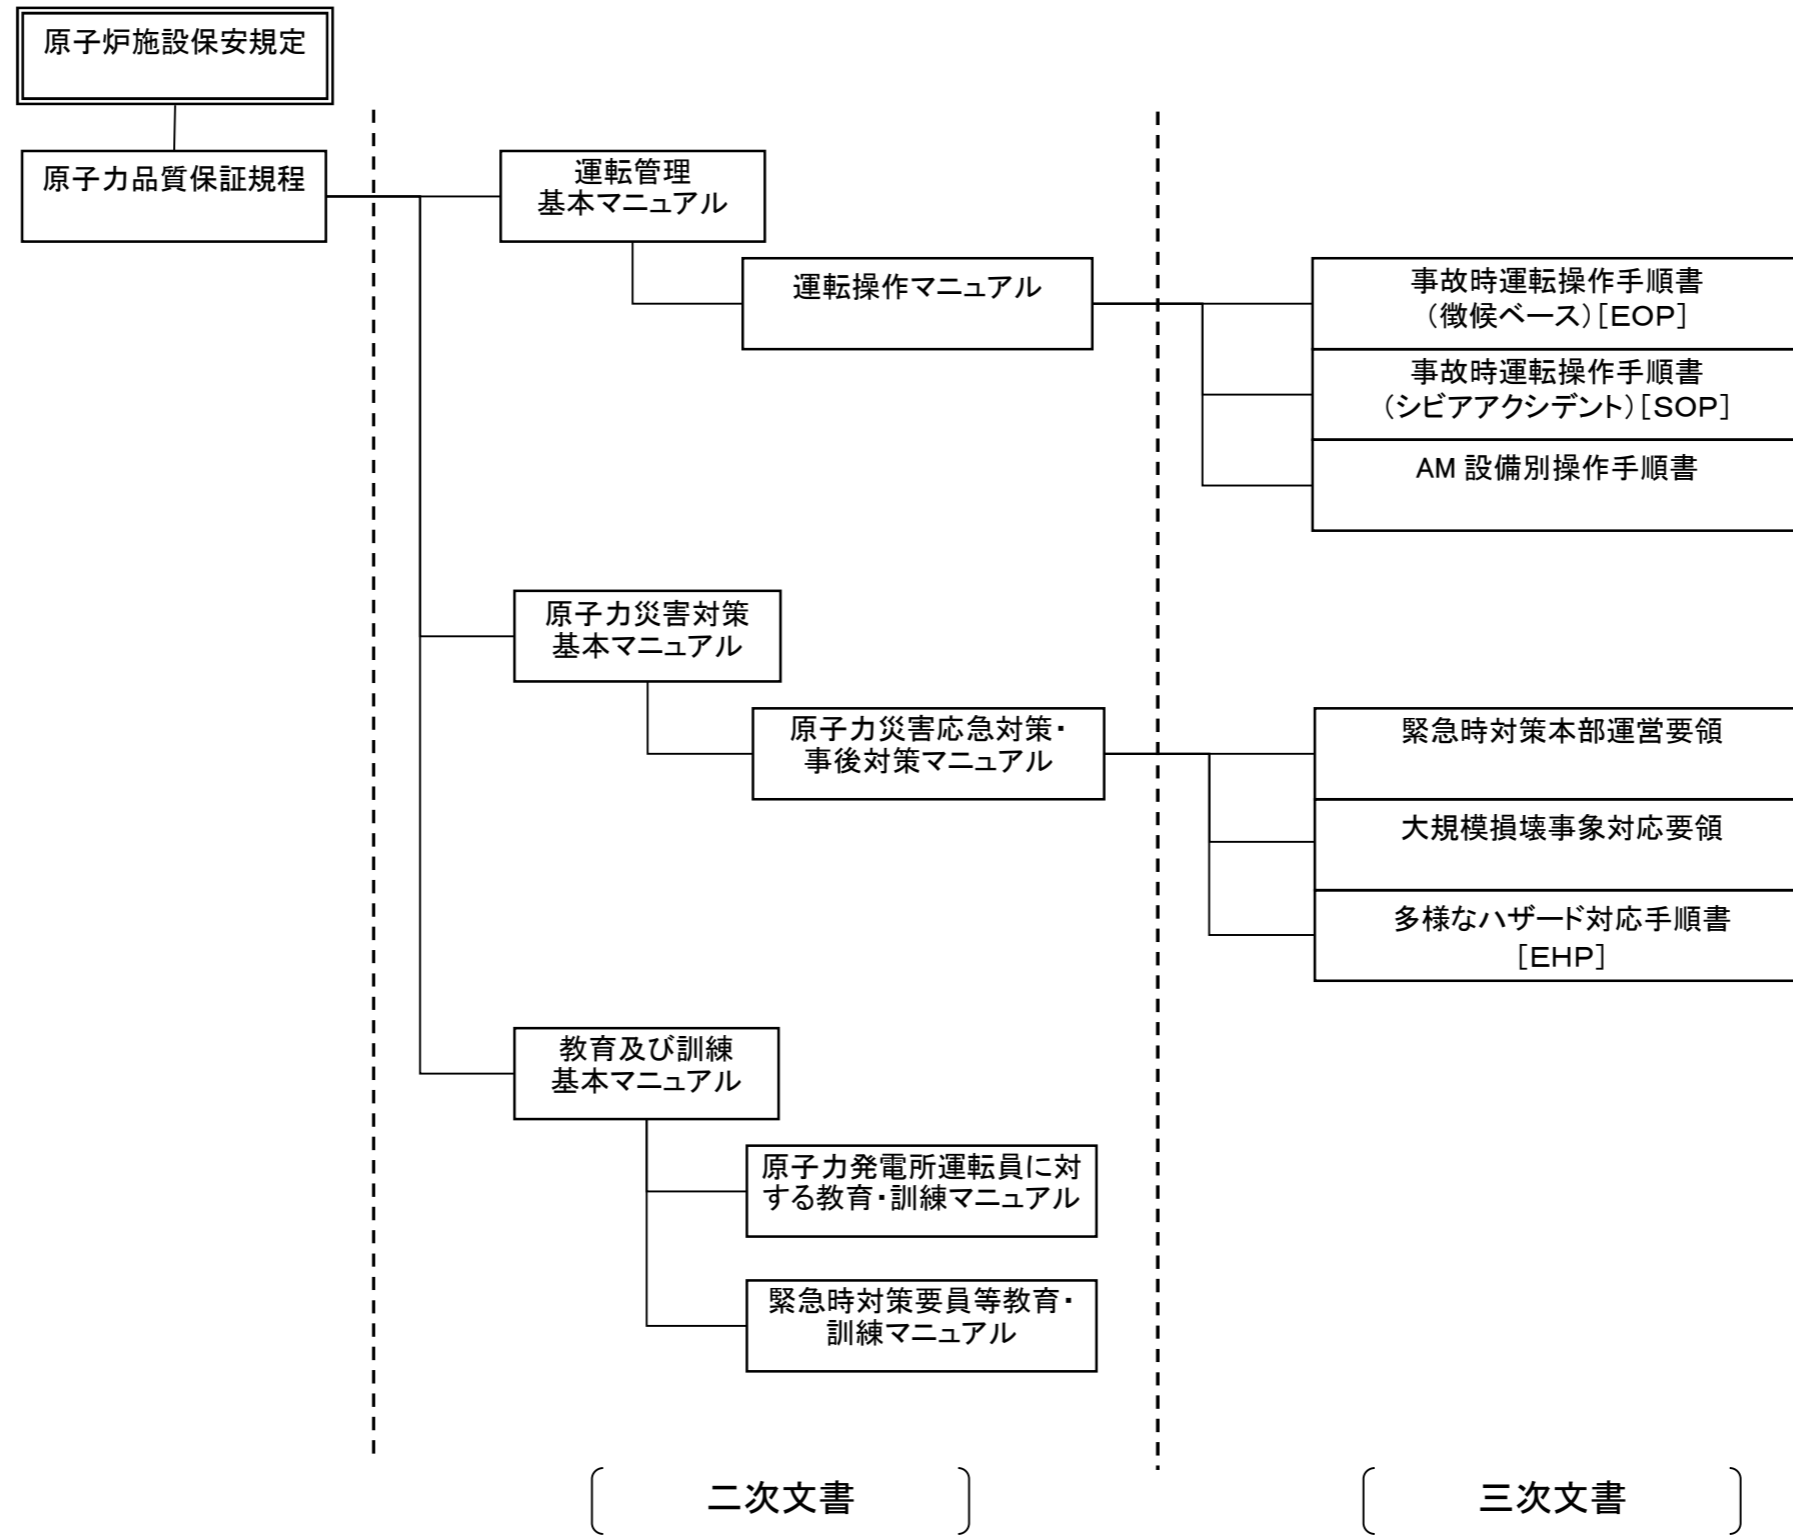 原子炉施設保安規定
原子力品質保証規程
運転管理
基本マニュアル
運転操作マニュアル
事故時運転操作手順書
（徴候ベース）［EOP］
事故時運転操作手順書
（シビアアクシデント）［SOP］
AM 設備別操作手順書
原子力災害対策
基本マニュアル
原子力災害応急対策・
事後対策マニュアル
緊急時対策本部運営要領
大規模損壊事象対応要領
多様なハザード対応手順書
［EHP］
教育及び訓練
基本マニュアル
原子力発電所運転員に対
する教育・訓練マニュアル
緊急時対策要員等教育・
訓練マニュアル
二次文書
三次文書